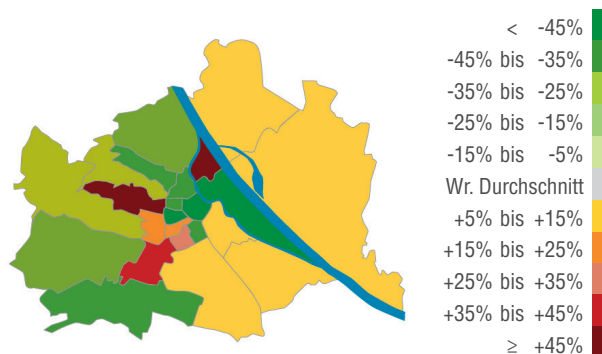 < -45%
-45% bis -35%
-35% bis -25%
-25% bis -15%
-15% bis -5%
Wr. Durchschnitt
+5% bis +15%
+15% bis +25%
+25% bis +35%
+35% bis +45%
≥ +45%